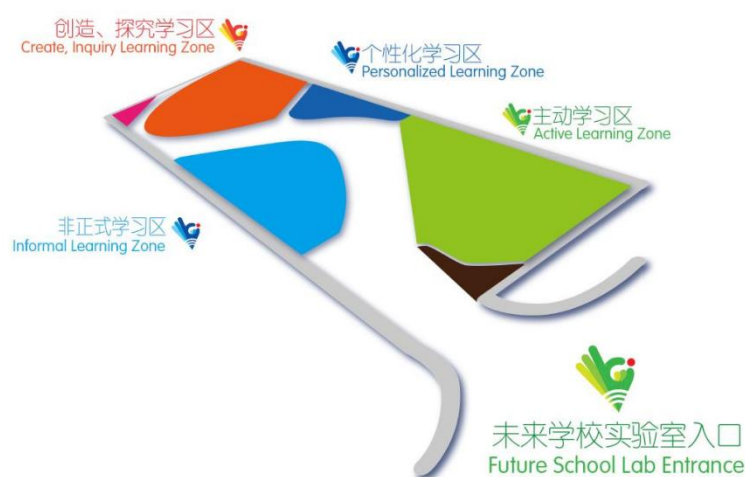 创造、探究学习区
Create, Inquiry Learning Zone
个性化学习区
Personalized Learning Zone
主动学习区
Active Learning Zone
非正式学习区
Informal Learning Zone
未来学校实验室入口
Future School Lab Entrance